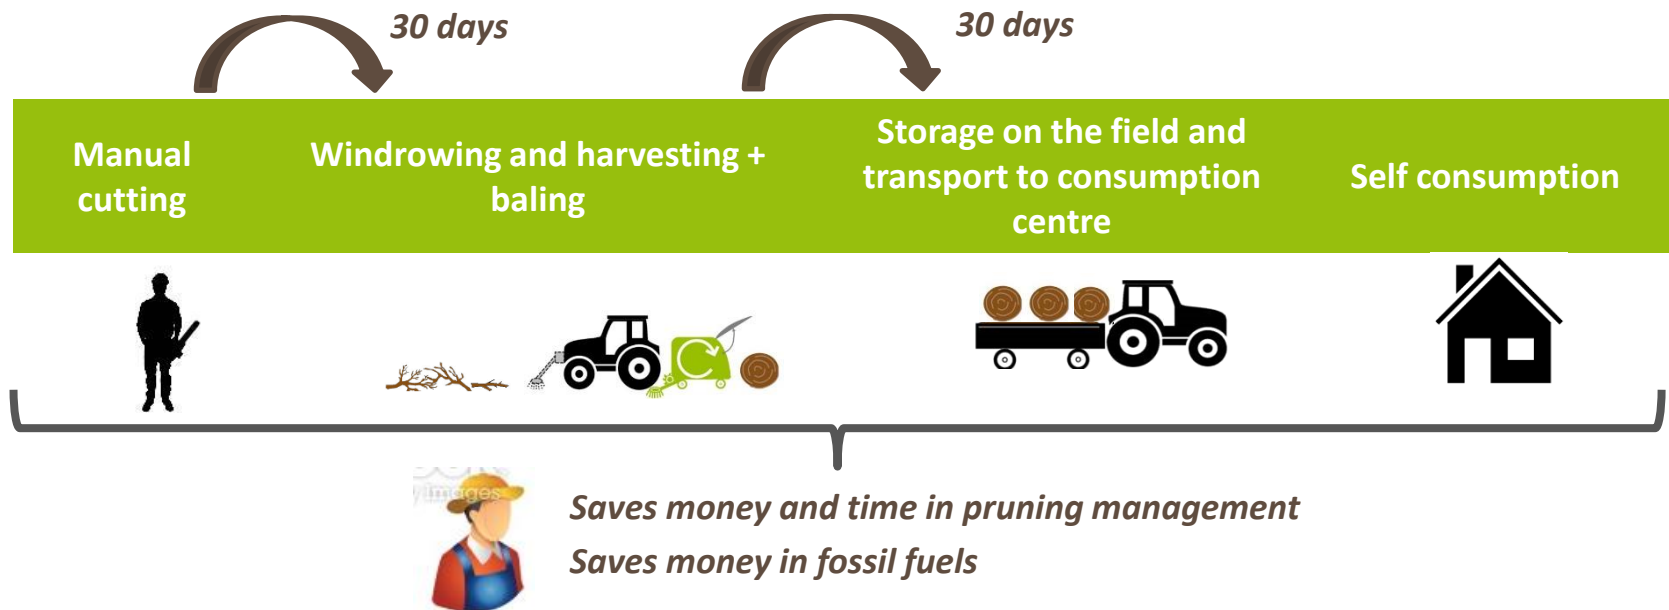 30 days
30 days
Manual
cutting
Windrowing and harvesting +
baling
Storage on the field and
transport to consumption
centre
Self consumption
images
Saves money and time in pruning management
Saves money in fossil fuels